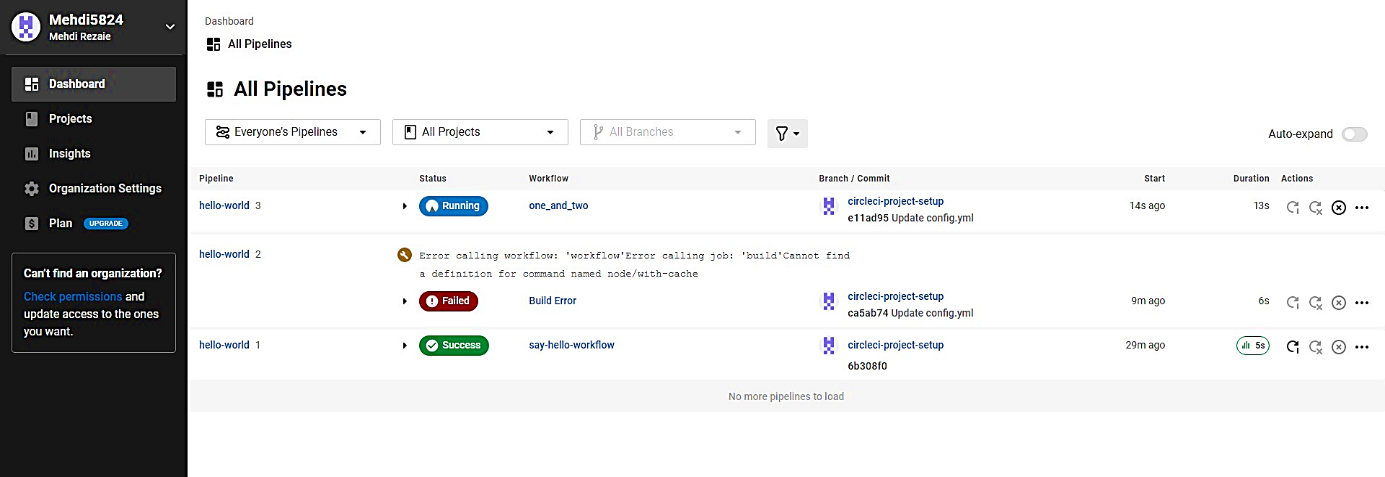 Mehdi5824
Mehdi Rezaie
Dashboard
Projects
Insights
Organization Settings
Plan UPGRADE
Can't find an organization?
Check permissions and
update access to the ones
you want.
Dashboard
All Pipelines
All Pipelines
Everyone's Pipelines
All Projects
All Branches
Auto-expand
Pipeline Status Workflow Branch / Commit Start Duration Actions
hello-world 3 Running one_and_two circleci-project-setup 14s ago 13s
e11ad95 Update config.yml
hello-world 2 Error calling workflow: 'workflow'Error calling job: 'build'Cannot find
a definition for command named node/with-cache
Failed Build Error circleci-project-setup 9m ago 6s
ca5ab74 Update config.yml
hello-world 1 Success say-hello-workflow circleci-project-setup 29m ago 5s
6b308f0
No more pipelines to load